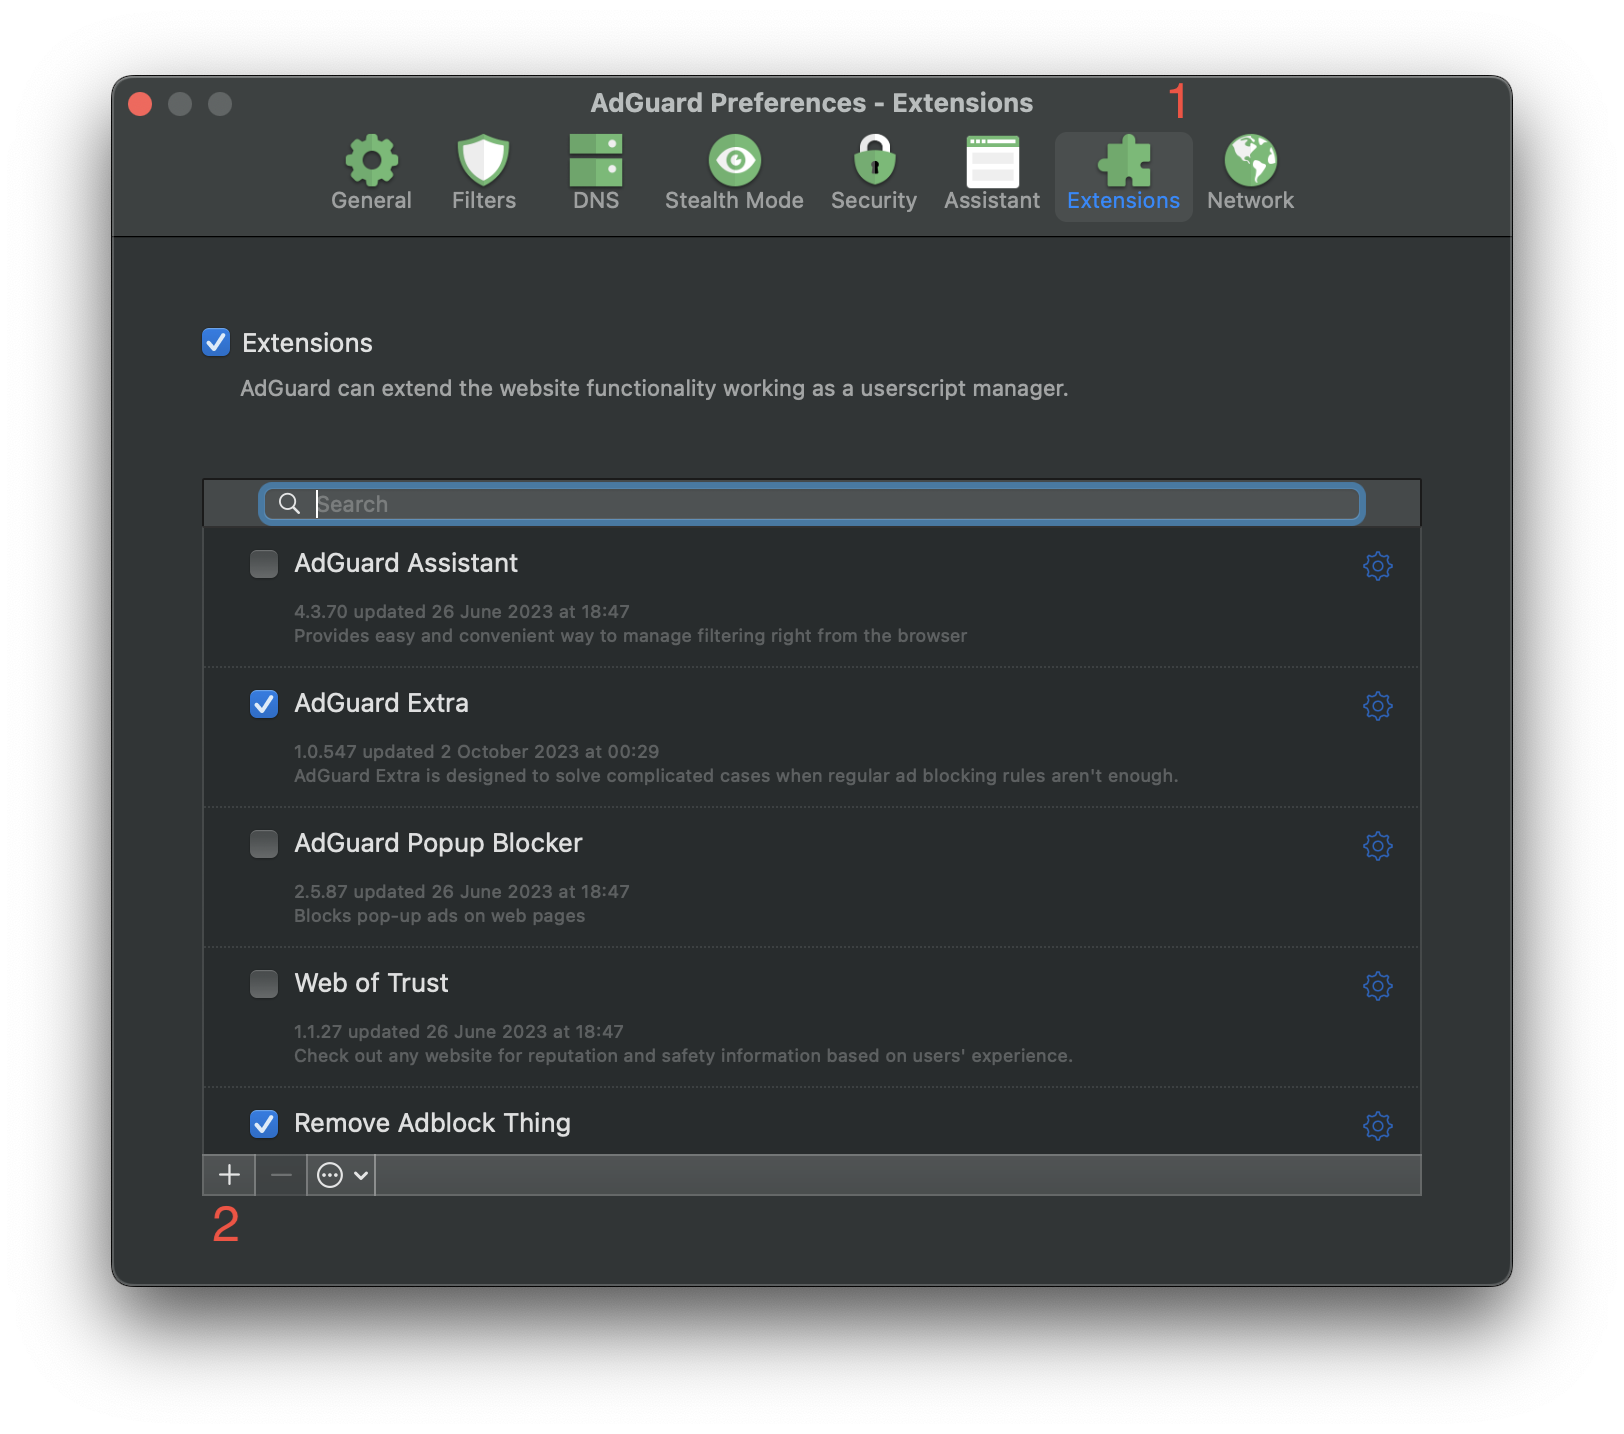 AdGuard Preferences - Extensions
1
General
Filters
DNS
Stealth Mode
Security
Assistant
Extensions
Network
Extensions
AdGuard can extend the website functionality working as a userscript manager.
Search
AdGuard Assistant
4.3.70 updated 26 June 2023 at 18:47
Provides easy and convenient way to manage filtering right from the browser
AdGuard Extra
1.0.547 updated 2 October 2023 at 00:29
AdGuard Extra is designed to solve complicated cases when regular ad blocking rules aren't enough.
AdGuard Popup Blocker
2.5.87 updated 26 June 2023 at 18:47
Blocks pop-up ads on web pages
Web of Trust
1.1.27 updated 26 June 2023 at 18:47
Check out any website for reputation and safety information based on users' experience.
Remove Adblock Thing
2